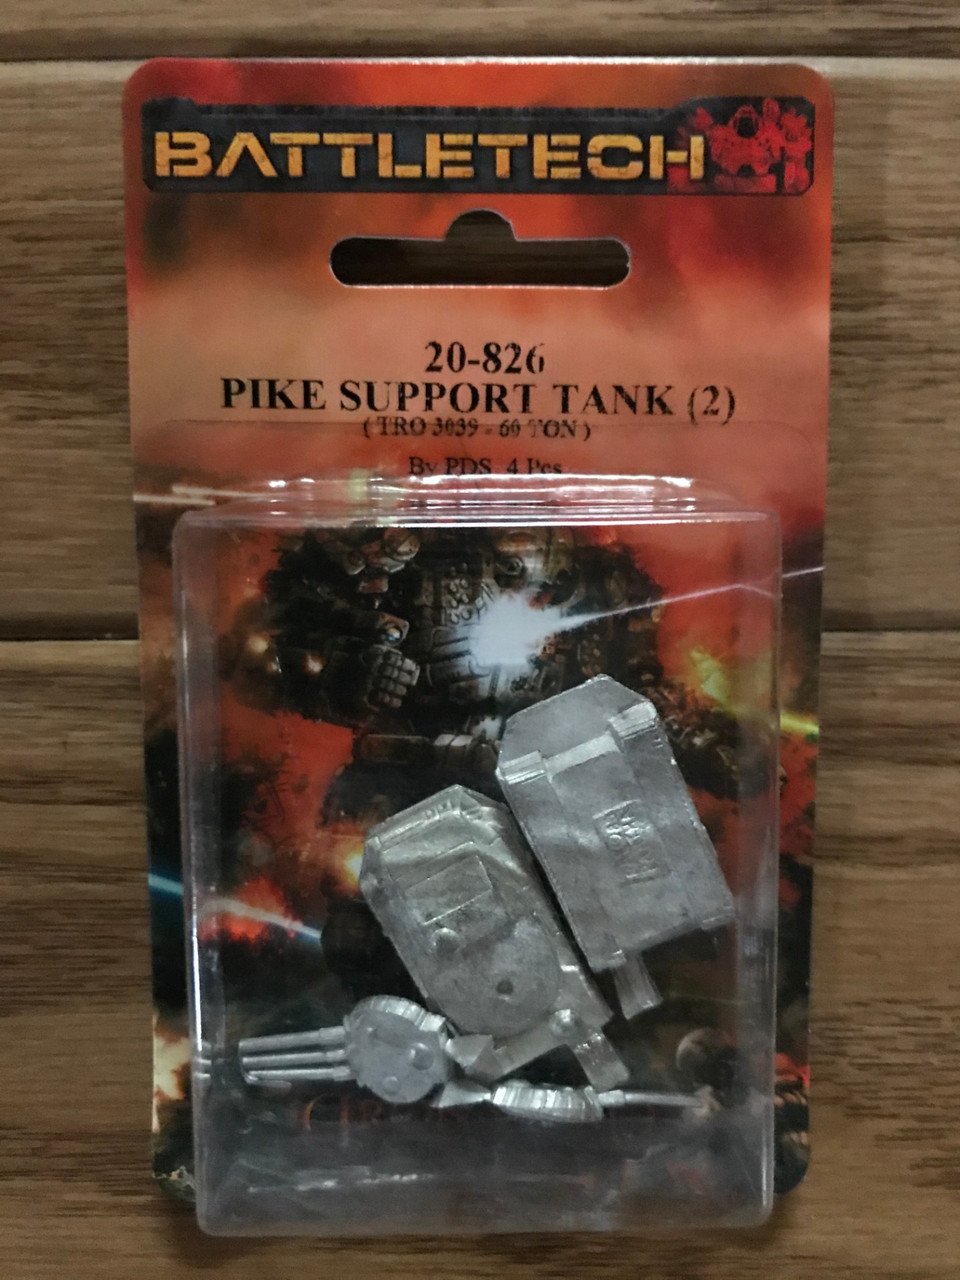 BATTLETECH
20-826
PIKE SUPPORT TANK (2)
( TRO 3039 - 60 TON )
By PDS 4 Pcs